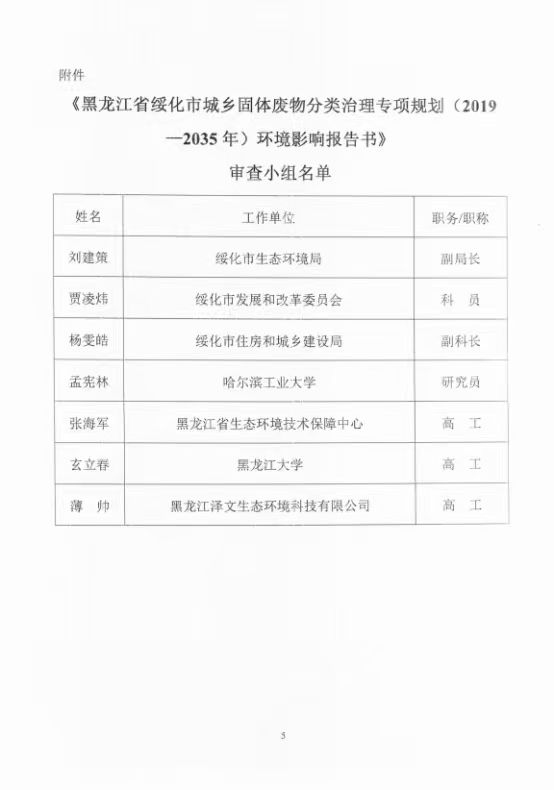 附件
《黑龙江省绥化市城乡固体废物分类治理专项规划（2019
—2035 年）环境影响报告书》
审查小组名单
姓名 工作单位 职务/职称
刘建策 绥化市生态环境局 副局长
贾凌炜 绥化市发展和改革委员会 科 员
杨雯皓 绥化市住房和城乡建设局 副科长
孟宪林 哈尔滨工业大学 研究员
张海军 黑龙江省生态环境技术保障中心 高 工
玄立春 黑龙江大学 高 工
薄 帅 黑龙江泽文生态环境科技有限公司 高 工
5